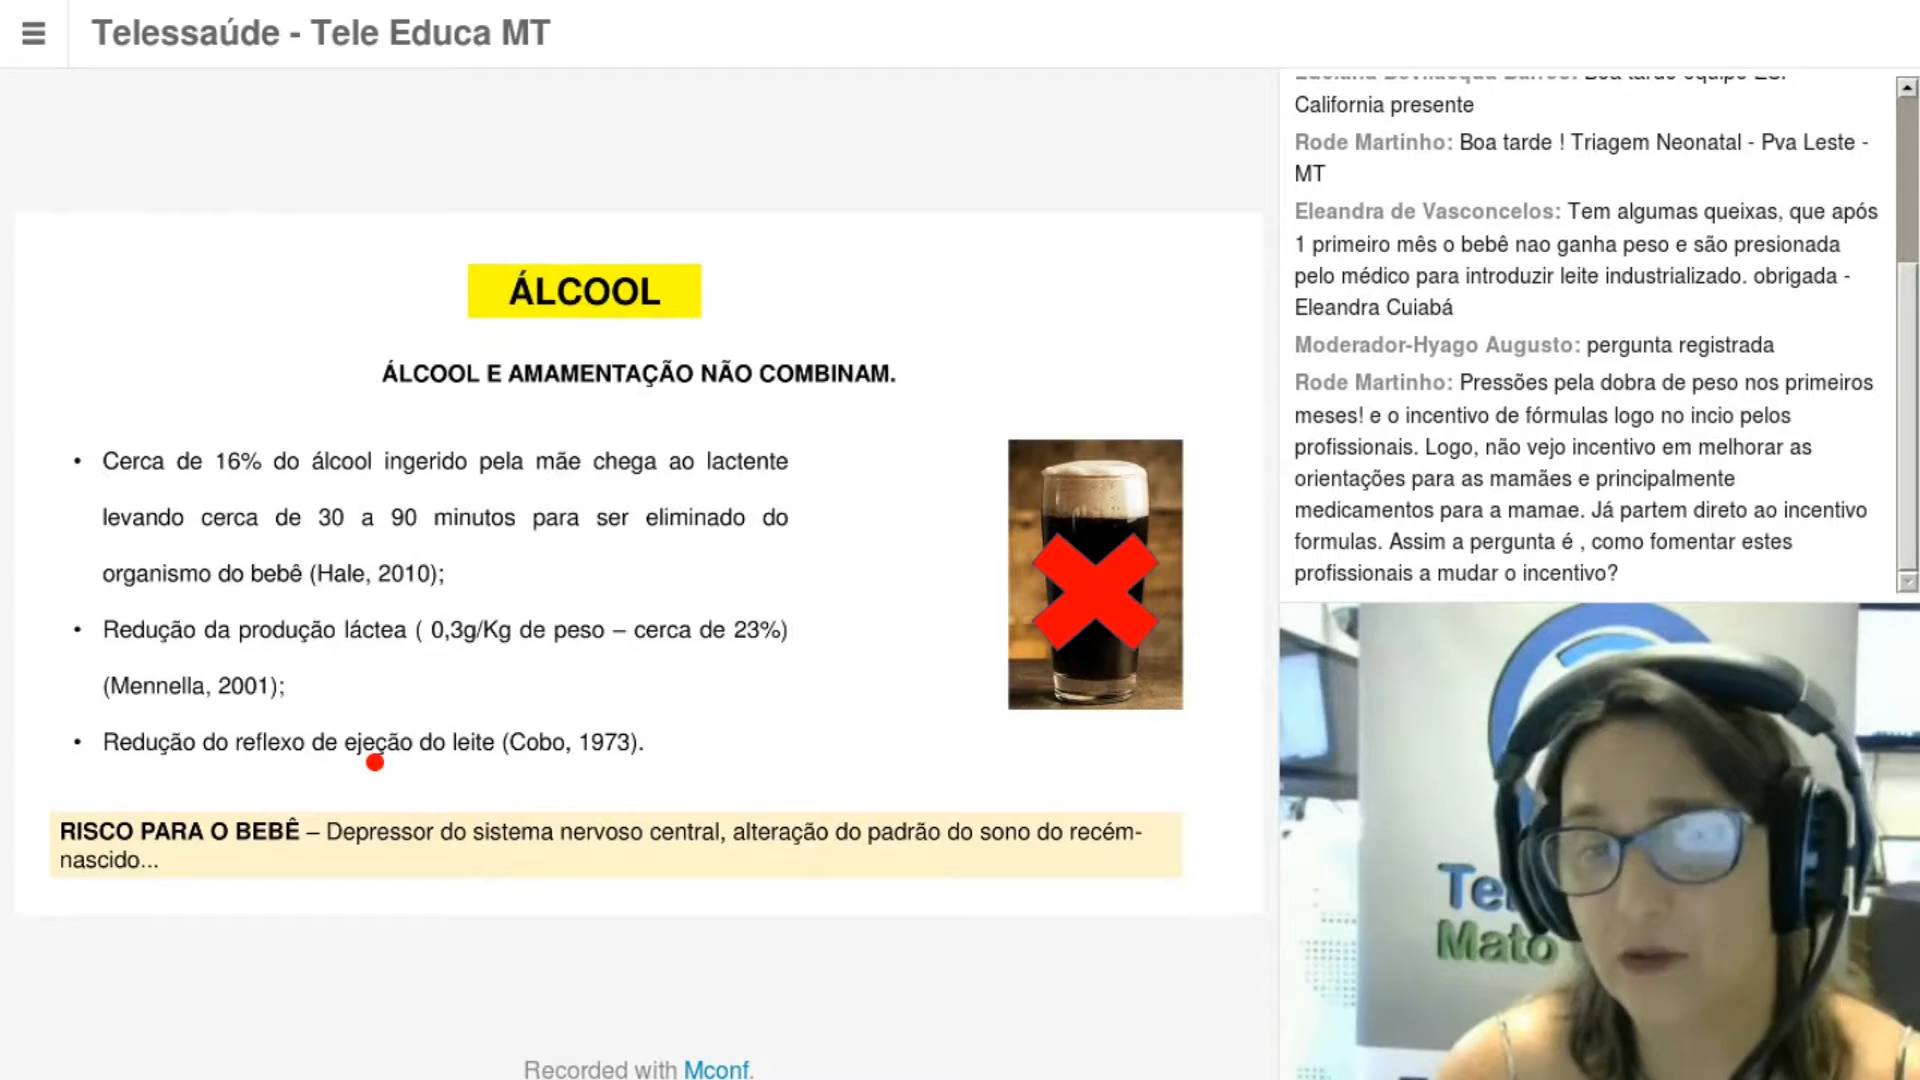 Telessaúde - Tele Educa MT
ÁLCOOL
ÁLCOOL E AMAMENTAÇÃO NÃO COMBINAM.
• Cerca de 16% do álcool ingerido pela mãe chega ao lactente
levando cerca de 30 a 90 minutos para ser eliminado do
organismo do bebê (Hale, 2010);
• Redução da produção láctea ( 0,3g/Kg de peso – cerca de 23%)
(Mennella, 2001);
• Redução do reflexo de ejeção do leite (Cobo, 1973).
RISCO PARA O BEBÊ – Depressor do sistema nervoso central, alteração do padrão do sono do recém-
nascido...
Recorded with Mconf.
California presente
Rode Martinho: Boa tarde ! Triagem Neonatal - Pva Leste -
MT
Eleandra de Vasconcelos: Tem algumas queixas, que após
1 primeiro mês o bebê nao ganha peso e são presionada
pelo médico para introduzir leite industrializado. obrigada -
Eleandra Cuiabá
Moderador-Hyago Augusto: pergunta registrada
Rode Martinho: Pressões pela dobra de peso nos primeiros
meses! e o incentivo de fórmulas logo no incio pelos
profissionais. Logo, não vejo incentivo em melhorar as
orientações para as mamães e principalmente
medicamentos para a mamae. Já partem direto ao incentivo
formulas. Assim a pergunta é , como fomentar estes
profissionais a mudar o incentivo?
Mato